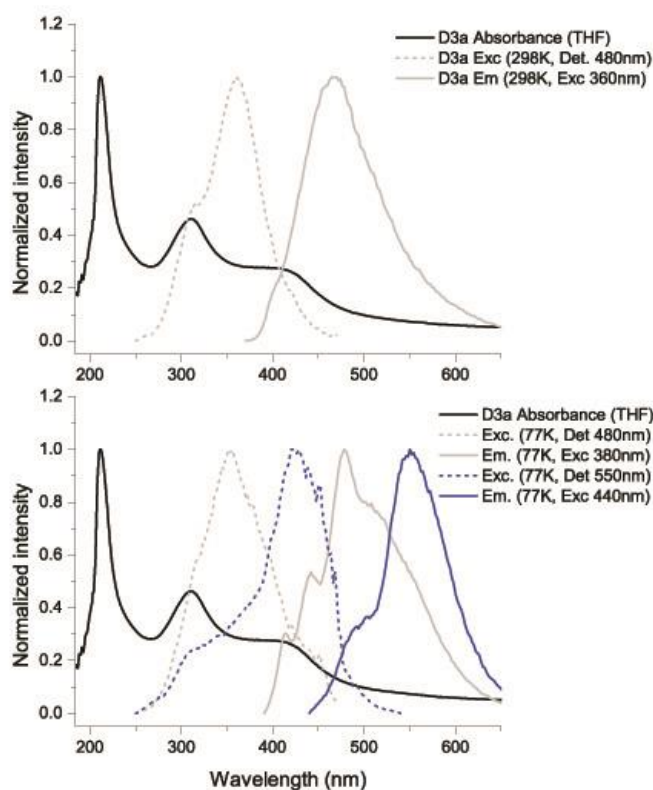 1.2
1.0
0.8
0.6
0.4
0.2
0.0
Normalized intensity
D3a Absorbance (THF)
D3a Exc (298K, Det. 480nm)
D3a Em (298K, Exc 360nm)
200 300 400 500 600
1.2
1.0
0.8
0.6
0.4
0.2
0.0
Normalized intensity
D3a Absorbance (THF)
Exc. (77K, Det 480nm)
Em. (77K, Exc 380nm)
Exc. (77K, Det 550nm)
Em. (77K, Exc 440nm)
200 300 400 500 600
Wavelength (nm)